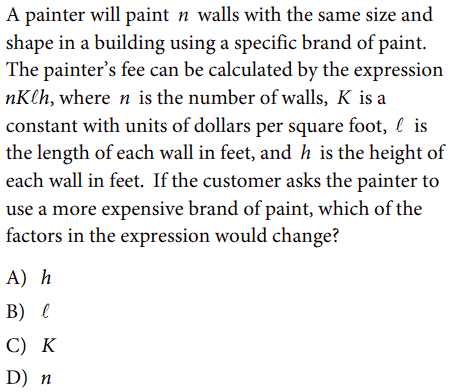 A painter will paint n walls with the same size and
shape in a building using a specific brand of paint.
The painter's fee can be calculated by the expression
nKℓh, where n is the number of walls, K is a
constant with units of dollars per square foot, ℓ is
the length of each wall in feet, and h is the height of
each wall in feet. If the customer asks the painter to
use a more expensive brand of paint, which of the
factors in the expression would change?
A) h
B) ℓ
C) K
D) n